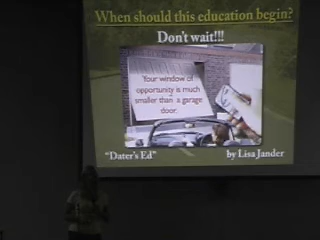 When should this education begin?
Don't wait!!!
Your window of
opportunity is much
smaller than a garage
door.
"Dater's Ed"
by Lisa Jander